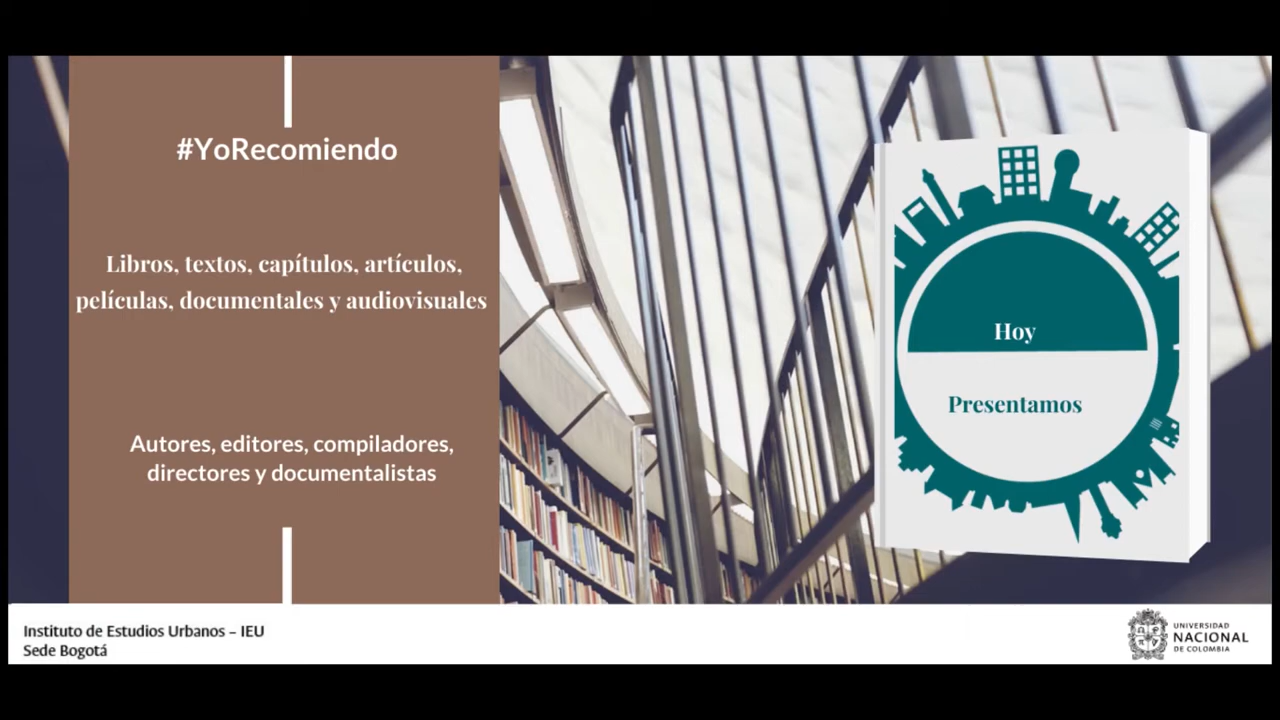 #YoRecomiendo
Libros, textos, capítulos, artículos,
películas, documentales y audiovisuales
Autores, editores, compiladores,
directores y documentalistas
Hoy
Presentamos
Instituto de Estudios Urbanos – IEU
Sede Bogotá
UNIVERSIDAD
NACIONAL
DE COLOMBIA